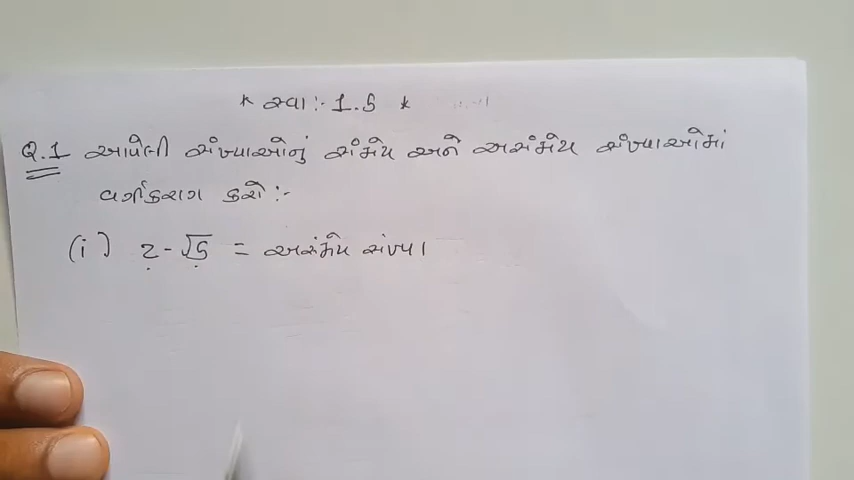 * સ્વા :- 1.5 *
Q.1 આપેલી સંખ્યાઓનું સંમેય અને અસંમેય સંખ્યાઓમાં
વર્ગીકરણ કરો :-
(i) 2 - √5 = અસંમેય સંખ્યા